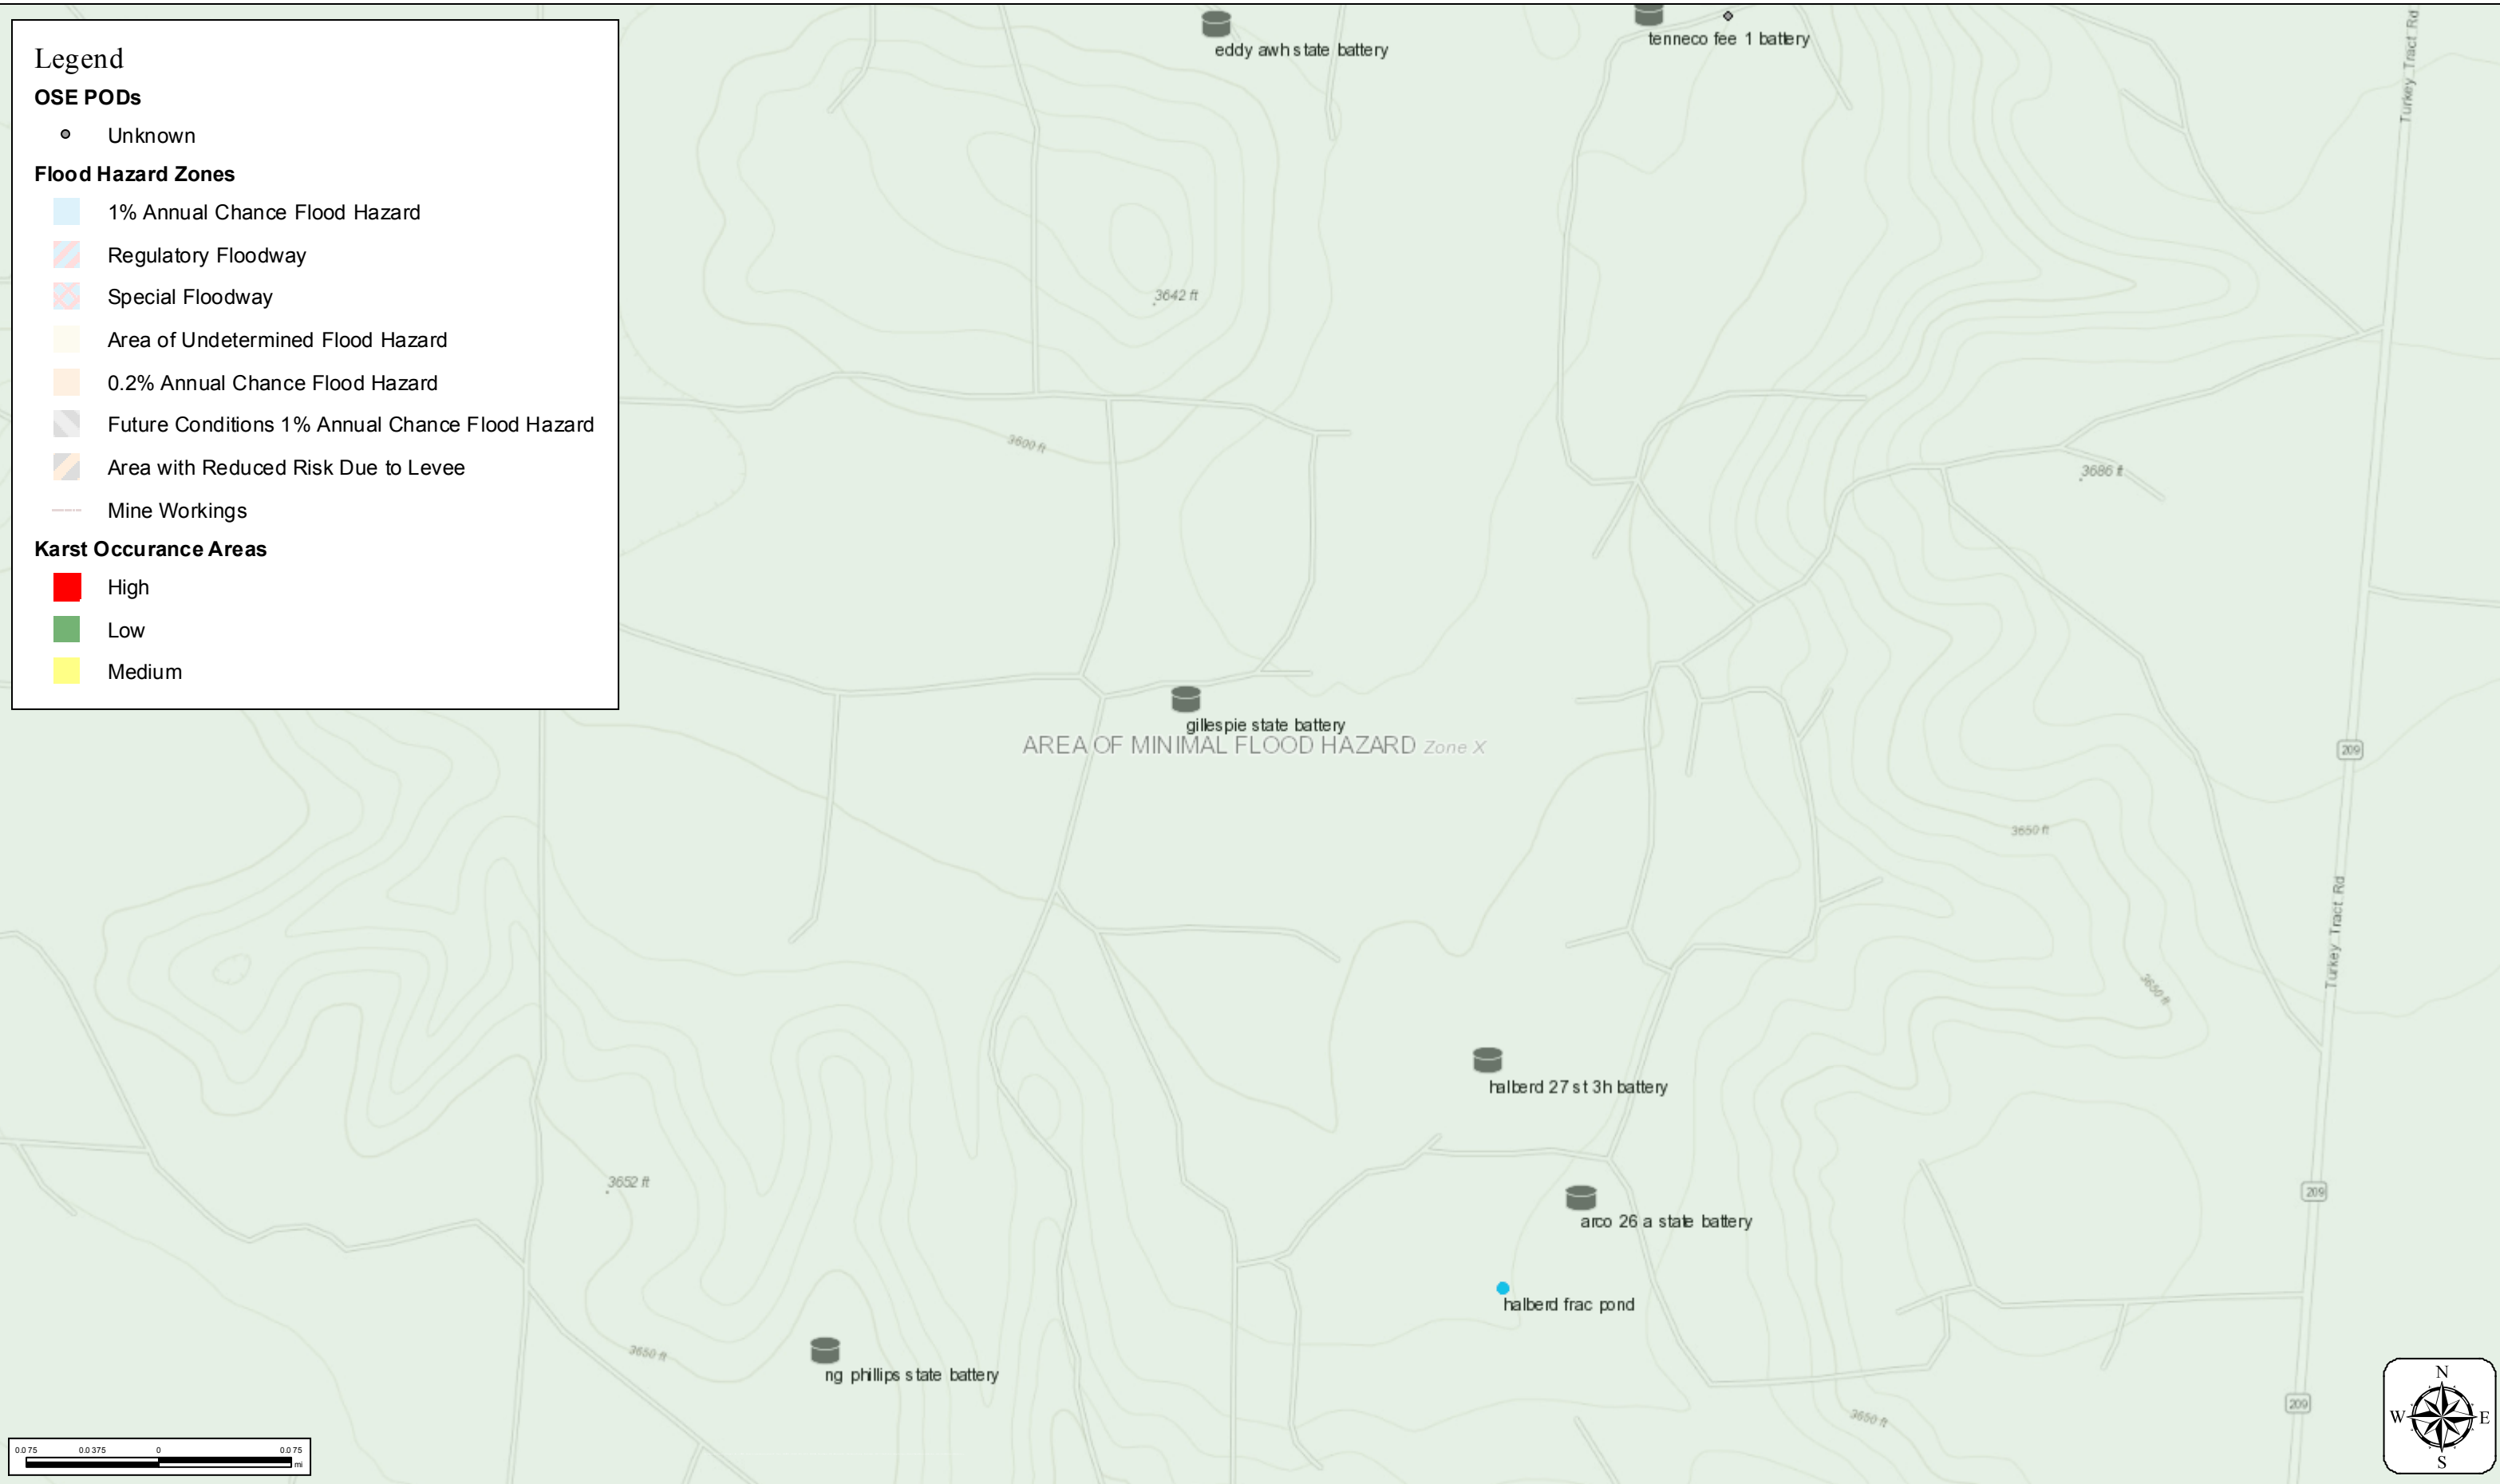 Legend
OSE PODs
Unknown
Flood Hazard Zones
1% Annual Chance Flood Hazard
Regulatory Floodway
Special Floodway
Area of Undetermined Flood Hazard
0.2% Annual Chance Flood Hazard
Future Conditions 1% Annual Chance Flood Hazard
Area with Reduced Risk Due to Levee
Mine Workings
Karst Occurance Areas
High
Low
Medium
eddy awh state battery
tenneco fee 1 battery
Turkey Tract Rd
3642 ft
3600 ft
3686 ft
gillespie state battery
AREA OF MINIMAL FLOOD HAZARD Zone X
209
3650 ft
Turkey Tract Rd
3650 ft
halberd 27 st 3h battery
3652 ft
209
arco 26 a state battery
halberd frac pond
3650 ft
ng phillips state battery
209
3650 ft
N
W E
S
0.075 0.0375 0 0.075
mi